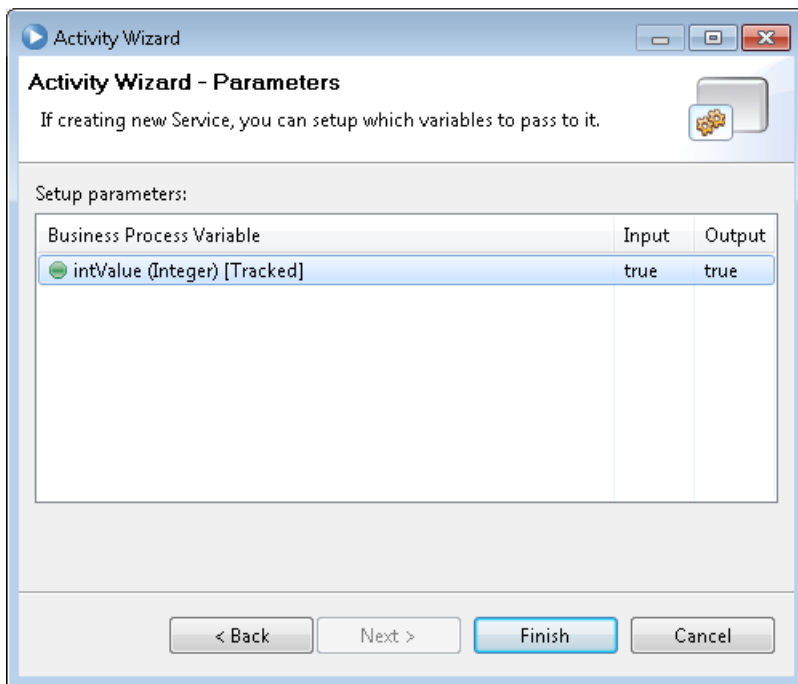 Activity Wizard
Activity Wizard - Parameters
If creating new Service, you can setup which variables to pass to it.
Setup parameters:
Business Process Variable Input Output
intValue (Integer) [Tracked] true true
< Back Next > Finish Cancel